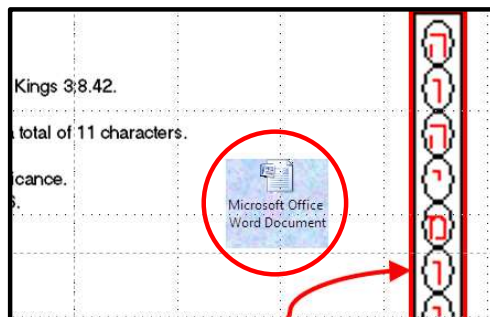 Kings 3;8.42.
total of 11 characters.
icance.
Microsoft Office
Word Document
ה
ו
ה
י
מ
ו